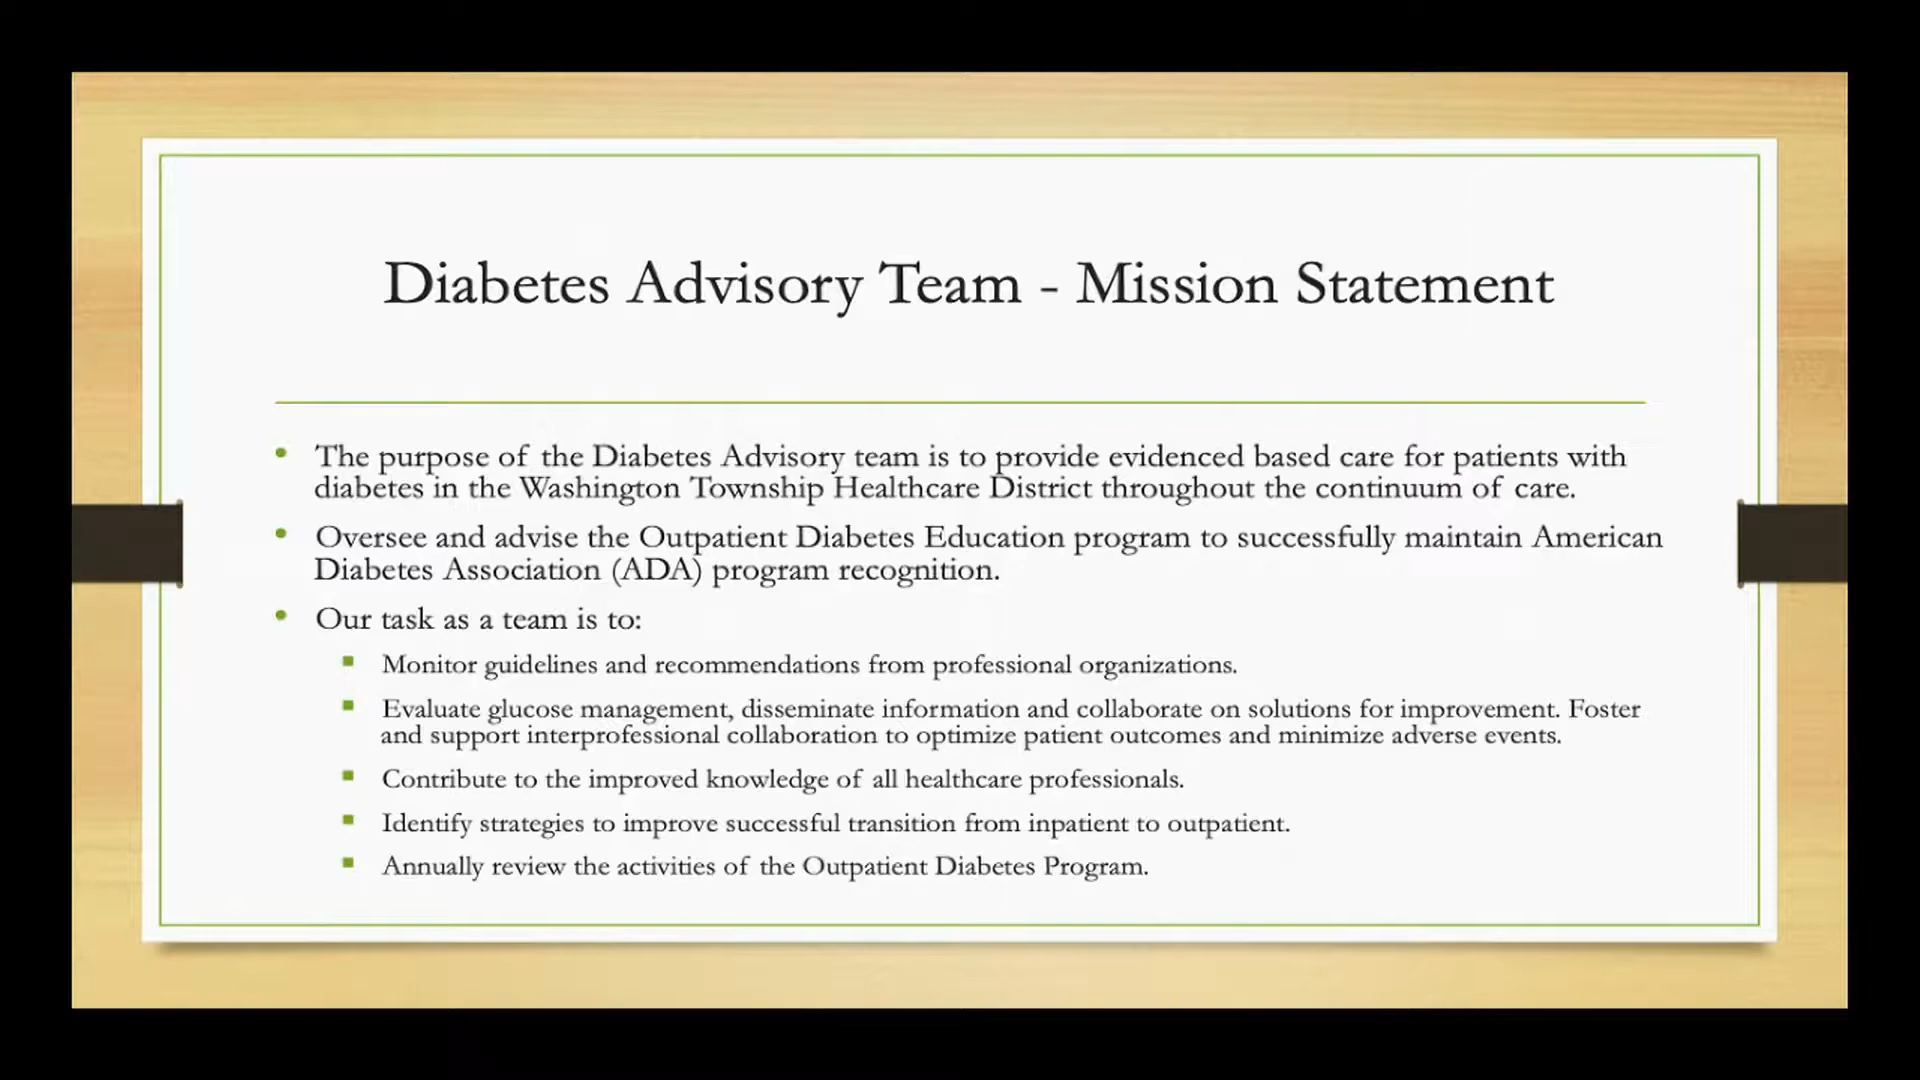 Diabetes Advisory Team - Mission Statement
• The purpose of the Diabetes Advisory team is to provide evidenced based care for patients with
diabetes in the Washington Township Healthcare District throughout the continuum of care.
• Oversee and advise the Outpatient Diabetes Education program to successfully maintain American
Diabetes Association (ADA) program recognition.
• Our task as a team is to:
▪ Monitor guidelines and recommendations from professional organizations.
▪ Evaluate glucose management, disseminate information and collaborate on solutions for improvement. Foster
and support interprofessional collaboration to optimize patient outcomes and minimize adverse events.
▪ Contribute to the improved knowledge of all healthcare professionals.
▪ Identify strategies to improve successful transition from inpatient to outpatient.
▪ Annually review the activities of the Outpatient Diabetes Program.